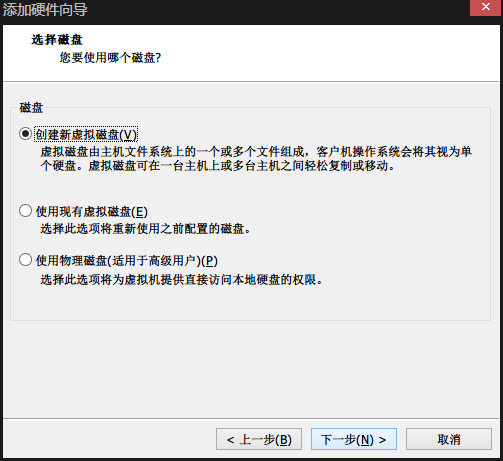 添加硬件向导
选择磁盘
您要使用哪个磁盘?
磁盘
创建新虚拟磁盘(V)
虚拟磁盘由主机文件系统上的一个或多个文件组成，客户机操作系统会将其视为单
个硬盘。虚拟磁盘可在一台主机上或多台主机之间轻松复制或移动。
使用现有虚拟磁盘(E)
选择此选项将重新使用之前配置的磁盘。
使用物理磁盘(适用于高级用户)(P)
选择此选项将为虚拟机提供直接访问本地硬盘的权限。
< 上一步(B)
下一步(N) >
取消